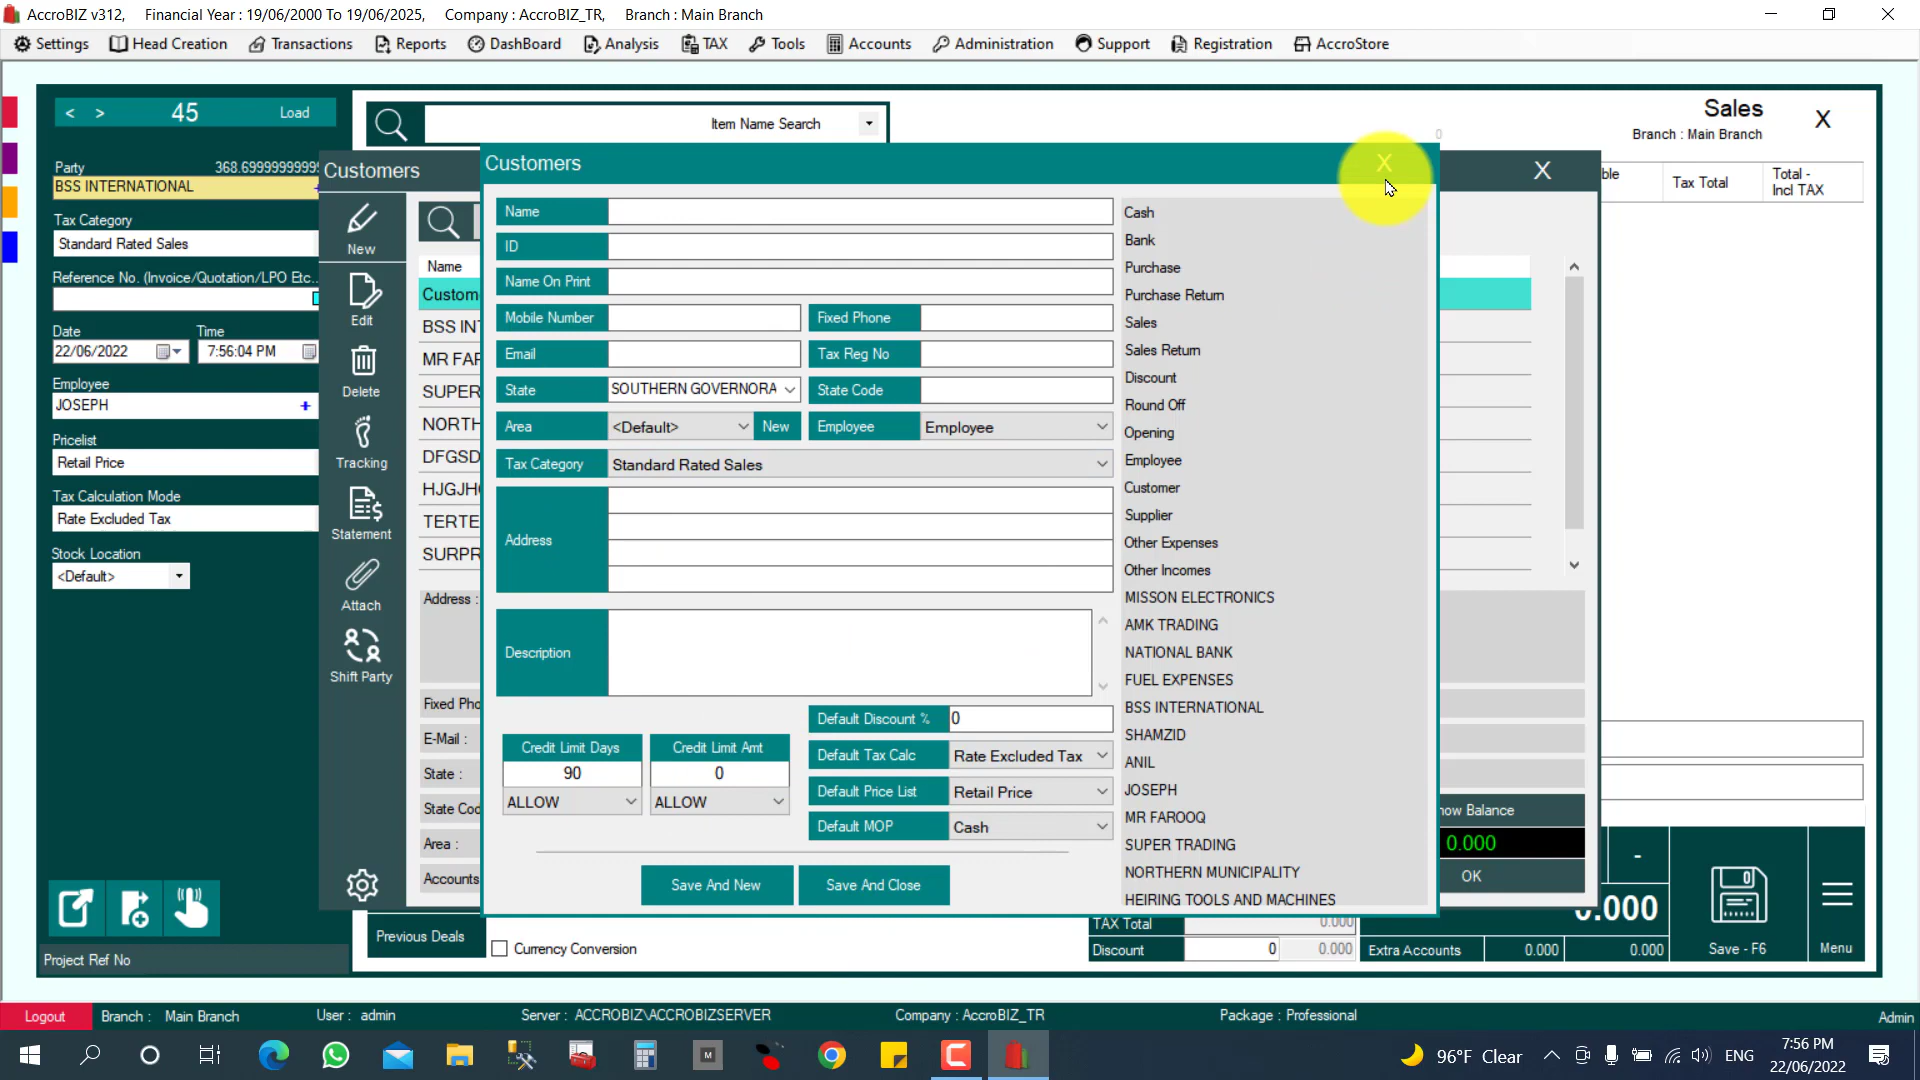 AccroBIZ v312, Financial Year : 19/06/2000 To 19/06/2025, Company : AccroBIZ_TR, Branch : Main Branch
Settings Head Creation Transactions Reports DashBoard Analysis TAX Tools Accounts Administration Support Registration AccroStore
< > 45 Load
Item Name Search
Sales
Branch : Main Branch
X
Party 368.69999999999
BSS INTERNATIONAL
Tax Category
Standard Rated Sales
Reference No. (Invoice/Quotation/LPO Etc..
Date Time
22/06/2022 7:56:04 PM
Employee
JOSEPH +
Pricelist
Retail Price
Tax Calculation Mode
Rate Excluded Tax
Stock Location
<Default>
Project Ref No
Customers X
New
Edit
Delete
Tracking
Statement
Attach
Shift Party
Name
Custom
BSS IN
MR FAR
SUPER
NORTH
DFGSD
HJGJH
TERTE
SURPR
Address :
Fixed Pho
E-Mail :
State :
State Cod
Area :
Accounts
Customers X
Name
ID
Name On Print
Mobile Number Fixed Phone
Email Tax Reg No
State SOUTHERN GOVERNORA State Code
Area <Default> New Employee Employee
Tax Category Standard Rated Sales
Address
Description
Default Discount % 0
Credit Limit Days Credit Limit Amt
90 0
ALLOW ALLOW
Default Tax Calc Rate Excluded Tax
Default Price List Retail Price
Default MOP Cash
Save And New Save And Close
Cash
Bank
Purchase
Purchase Return
Sales
Sales Return
Discount
Round Off
Opening
Employee
Customer
Supplier
Other Expenses
Other Incomes
MISSON ELECTRONICS
AMK TRADING
NATIONAL BANK
FUEL EXPENSES
BSS INTERNATIONAL
SHAMZID
ANIL
JOSEPH
MR FAROOQ
SUPER TRADING
NORTHERN MUNICIPALITY
HEIRING TOOLS AND MACHINES
0
ble Tax Total Total - Incl TAX
ow Balance
0.000
OK
-
0.000
Save - F6
Menu
Previous Deals Currency Conversion
TAX Total 0.000
Discount 0 0.000 Extra Accounts 0.000 0.000
Logout Branch : Main Branch User : admin Server : ACCROBIZ\ACCROBIZSERVER Company : AccroBIZ_TR Package : Professional Admin
M
96°F Clear ENG 7:56 PM
22/06/2022